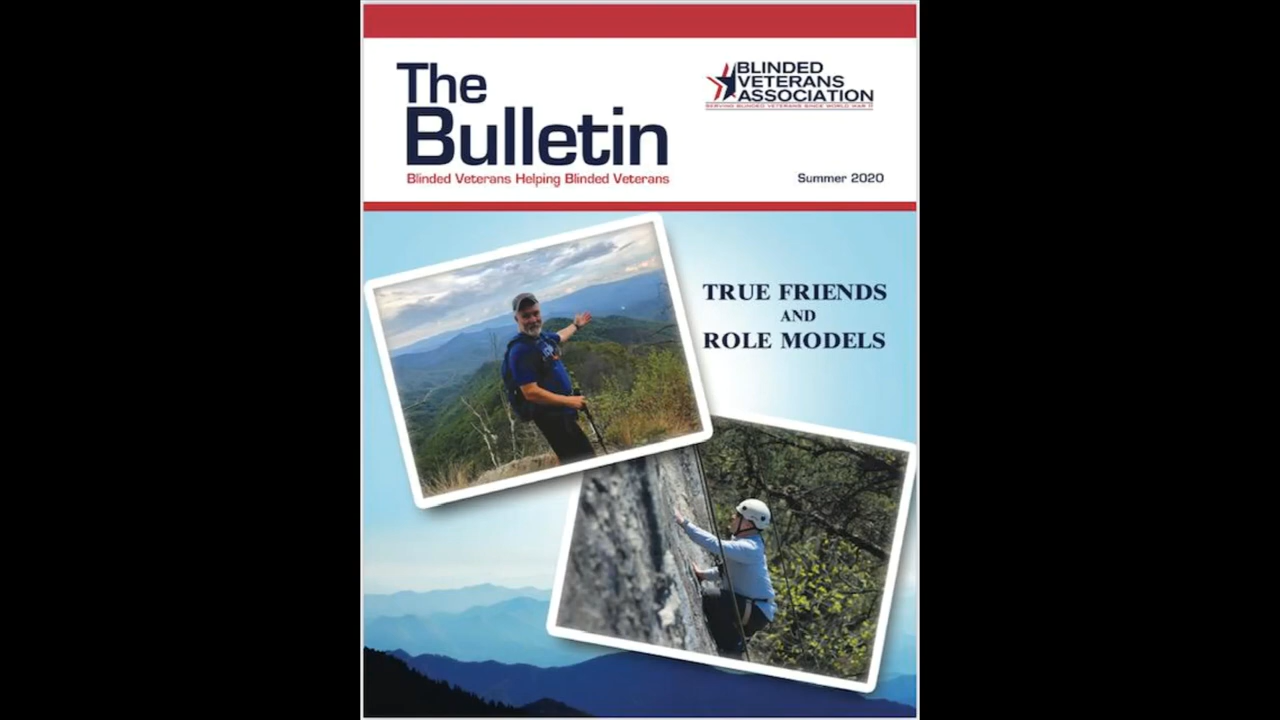 The
Bulletin
Blinded Veterans Helping Blinded Veterans
BLINDED
VETERANS
ASSOCIATION
SERVING BLINDED VETERANS SINCE WORLD WAR II
Summer 2020
TRUE FRIENDS
AND
ROLE MODELS